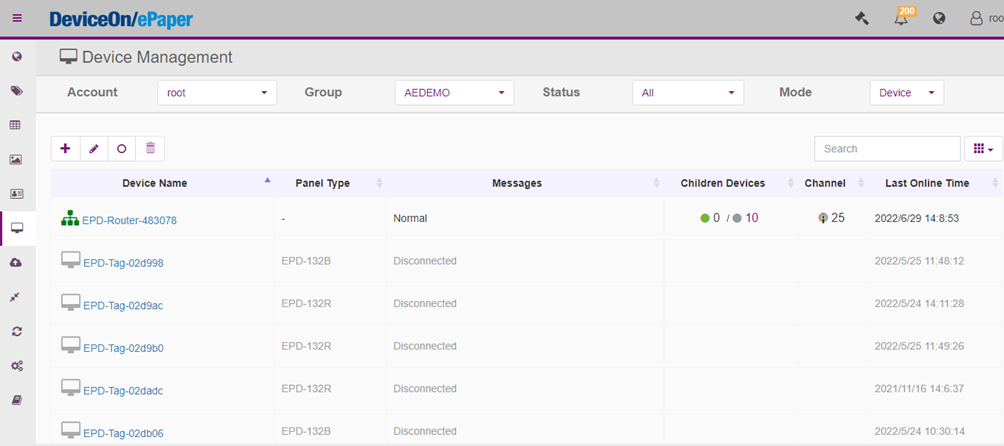 DeviceOn/ePaper
200
roo
Device Management
Account root Group AEDEMO Status All Mode Device
Search
Device Name Panel Type Messages Children Devices Channel Last Online Time
EPD-Router-483078 - Normal 0 / 10 25 2022/6/29 14:8:53
EPD-Tag-02d998 EPD-132B Disconnected 2022/5/25 11:48:12
EPD-Tag-02d9ac EPD-132R Disconnected 2022/5/24 14:11:28
EPD-Tag-02d9b0 EPD-132R Disconnected 2022/5/25 11:49:26
EPD-Tag-02dadc EPD-132R Disconnected 2021/11/16 14:6:37
EPD-Tag-02db06 EPD-132B Disconnected 2022/5/24 10:30:14